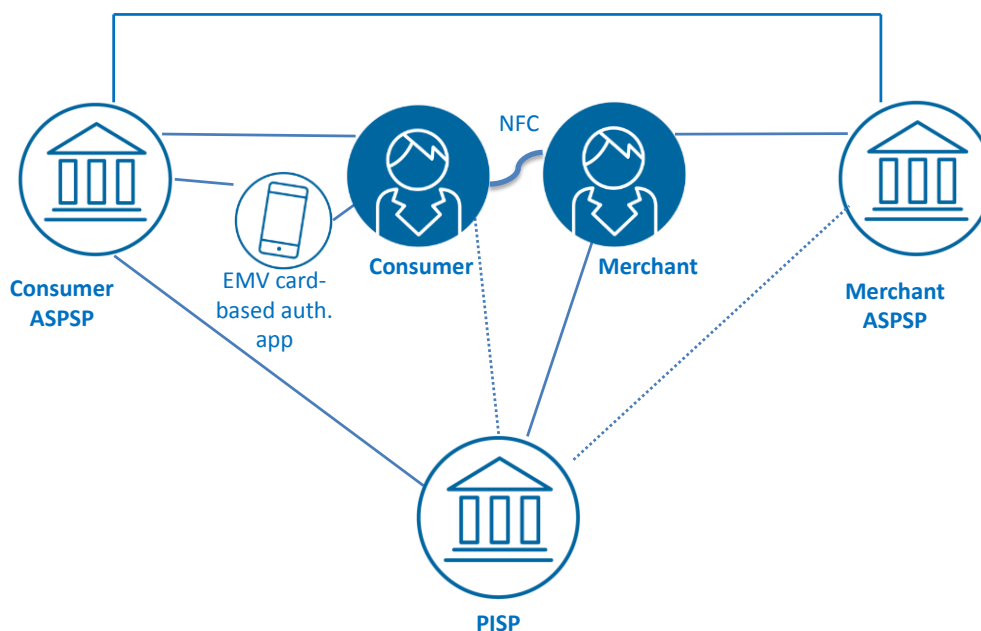 NFC
Consumer
ASPSP
EMV card-
based auth.
app
Consumer
Merchant
Merchant
ASPSP
PISP